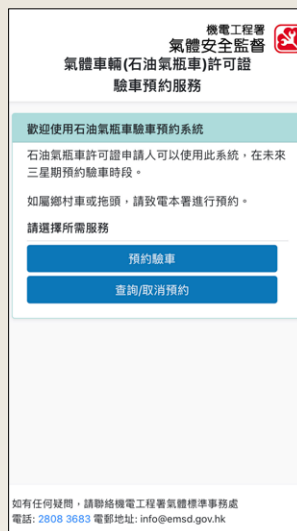 機電工程署
氣體安全監督
氣體車輛(石油氣瓶車)許可證
驗車預約服務
歡迎使用石油氣瓶車驗車預約系統
石油氣瓶車許可證申請人可以使用此系統，在未來
三星期預約驗車時段。
如屬鄉村車或拖頭，請致電本署進行預約。
請選擇所需服務
預約驗車
查詢/取消預約
如有任何疑問，請聯絡機電工程署氣體標準事務處
電話: 2808 3683 電郵地址: info@emsd.gov.hk